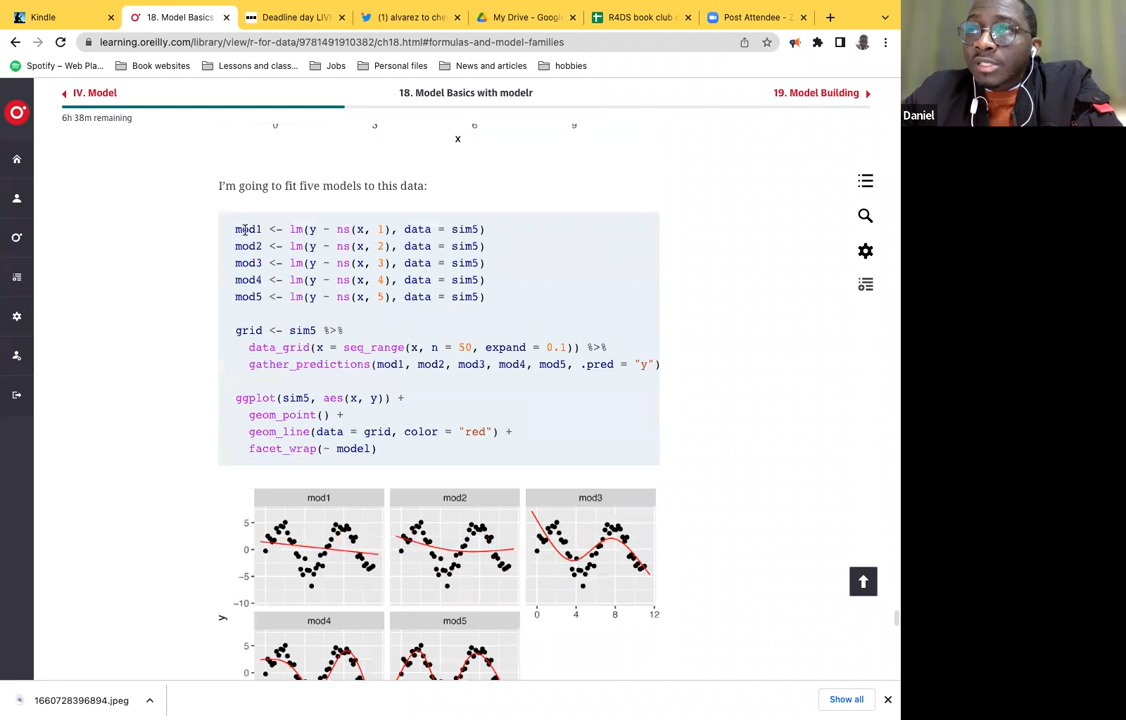 Kindle
18. Model Basics
Deadline day LIV
(1) alvarez to che
My Drive - Google
R4DS book club
Post Attendee - Z
learning.oreilly.com/library/view/r-for-data/9781491910382/ch18.html#formulas-and-model-families
Spotify – Web Pla...
Book websites
Lessons and class...
Jobs
Personal files
News and articles
hobbies
IV. Model
18. Model Basics with modelr
19. Model Building
6h 38m remaining
0 3 6 9
x
I'm going to fit five models to this data:
mod1 <- lm(y ~ ns(x, 1), data = sim5)
mod2 <- lm(y ~ ns(x, 2), data = sim5)
mod3 <- lm(y ~ ns(x, 3), data = sim5)
mod4 <- lm(y ~ ns(x, 4), data = sim5)
mod5 <- lm(y ~ ns(x, 5), data = sim5)
grid <- sim5 %>%
data_grid(x = seq_range(x, n = 50, expand = 0.1)) %>%
gather_predictions(mod1, mod2, mod3, mod4, mod5, .pred = "y")
ggplot(sim5, aes(x, y)) +
geom_point() +
geom_line(data = grid, color = "red") +
facet_wrap(~ model)
mod1 mod2 mod3
5
0
−5
−10
0 4 8 12
y
mod4 mod5
5
0
Daniel
1660728396894.jpeg
Show all